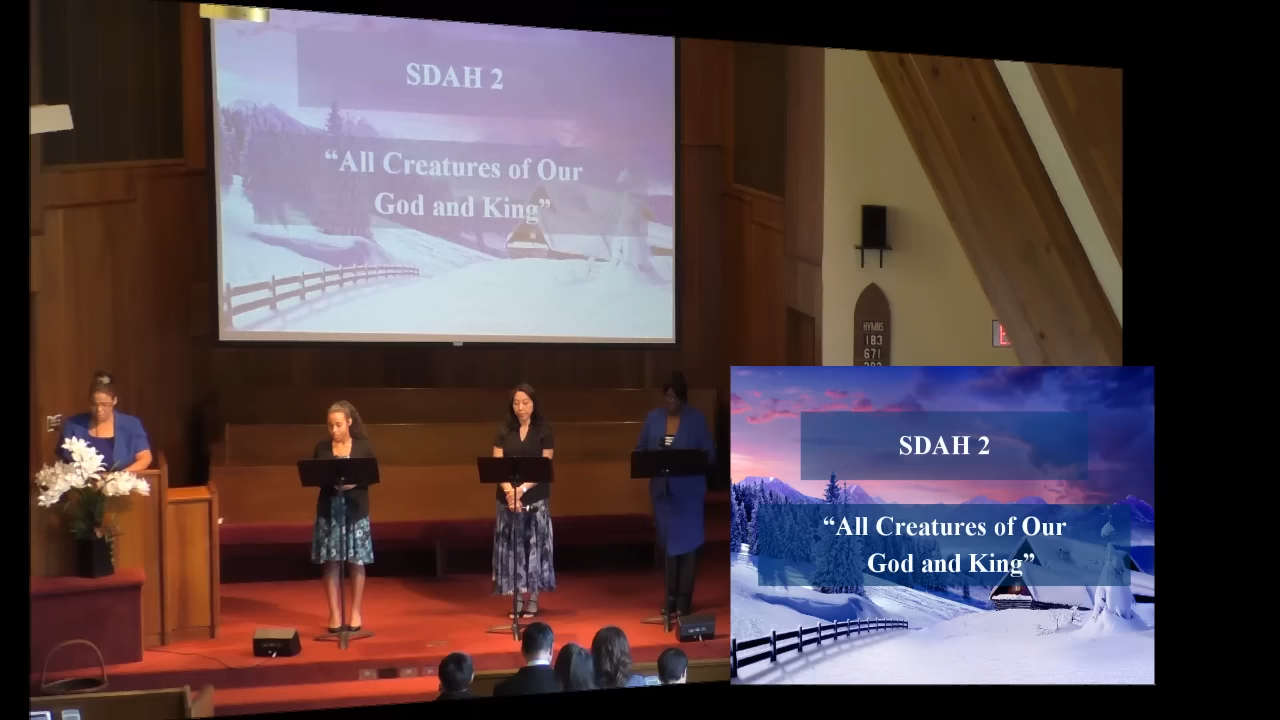 SDAH 2
“All Creatures of Our
God and King”
HYMNS
183
671
SDAH 2
“All Creatures of Our
God and King”